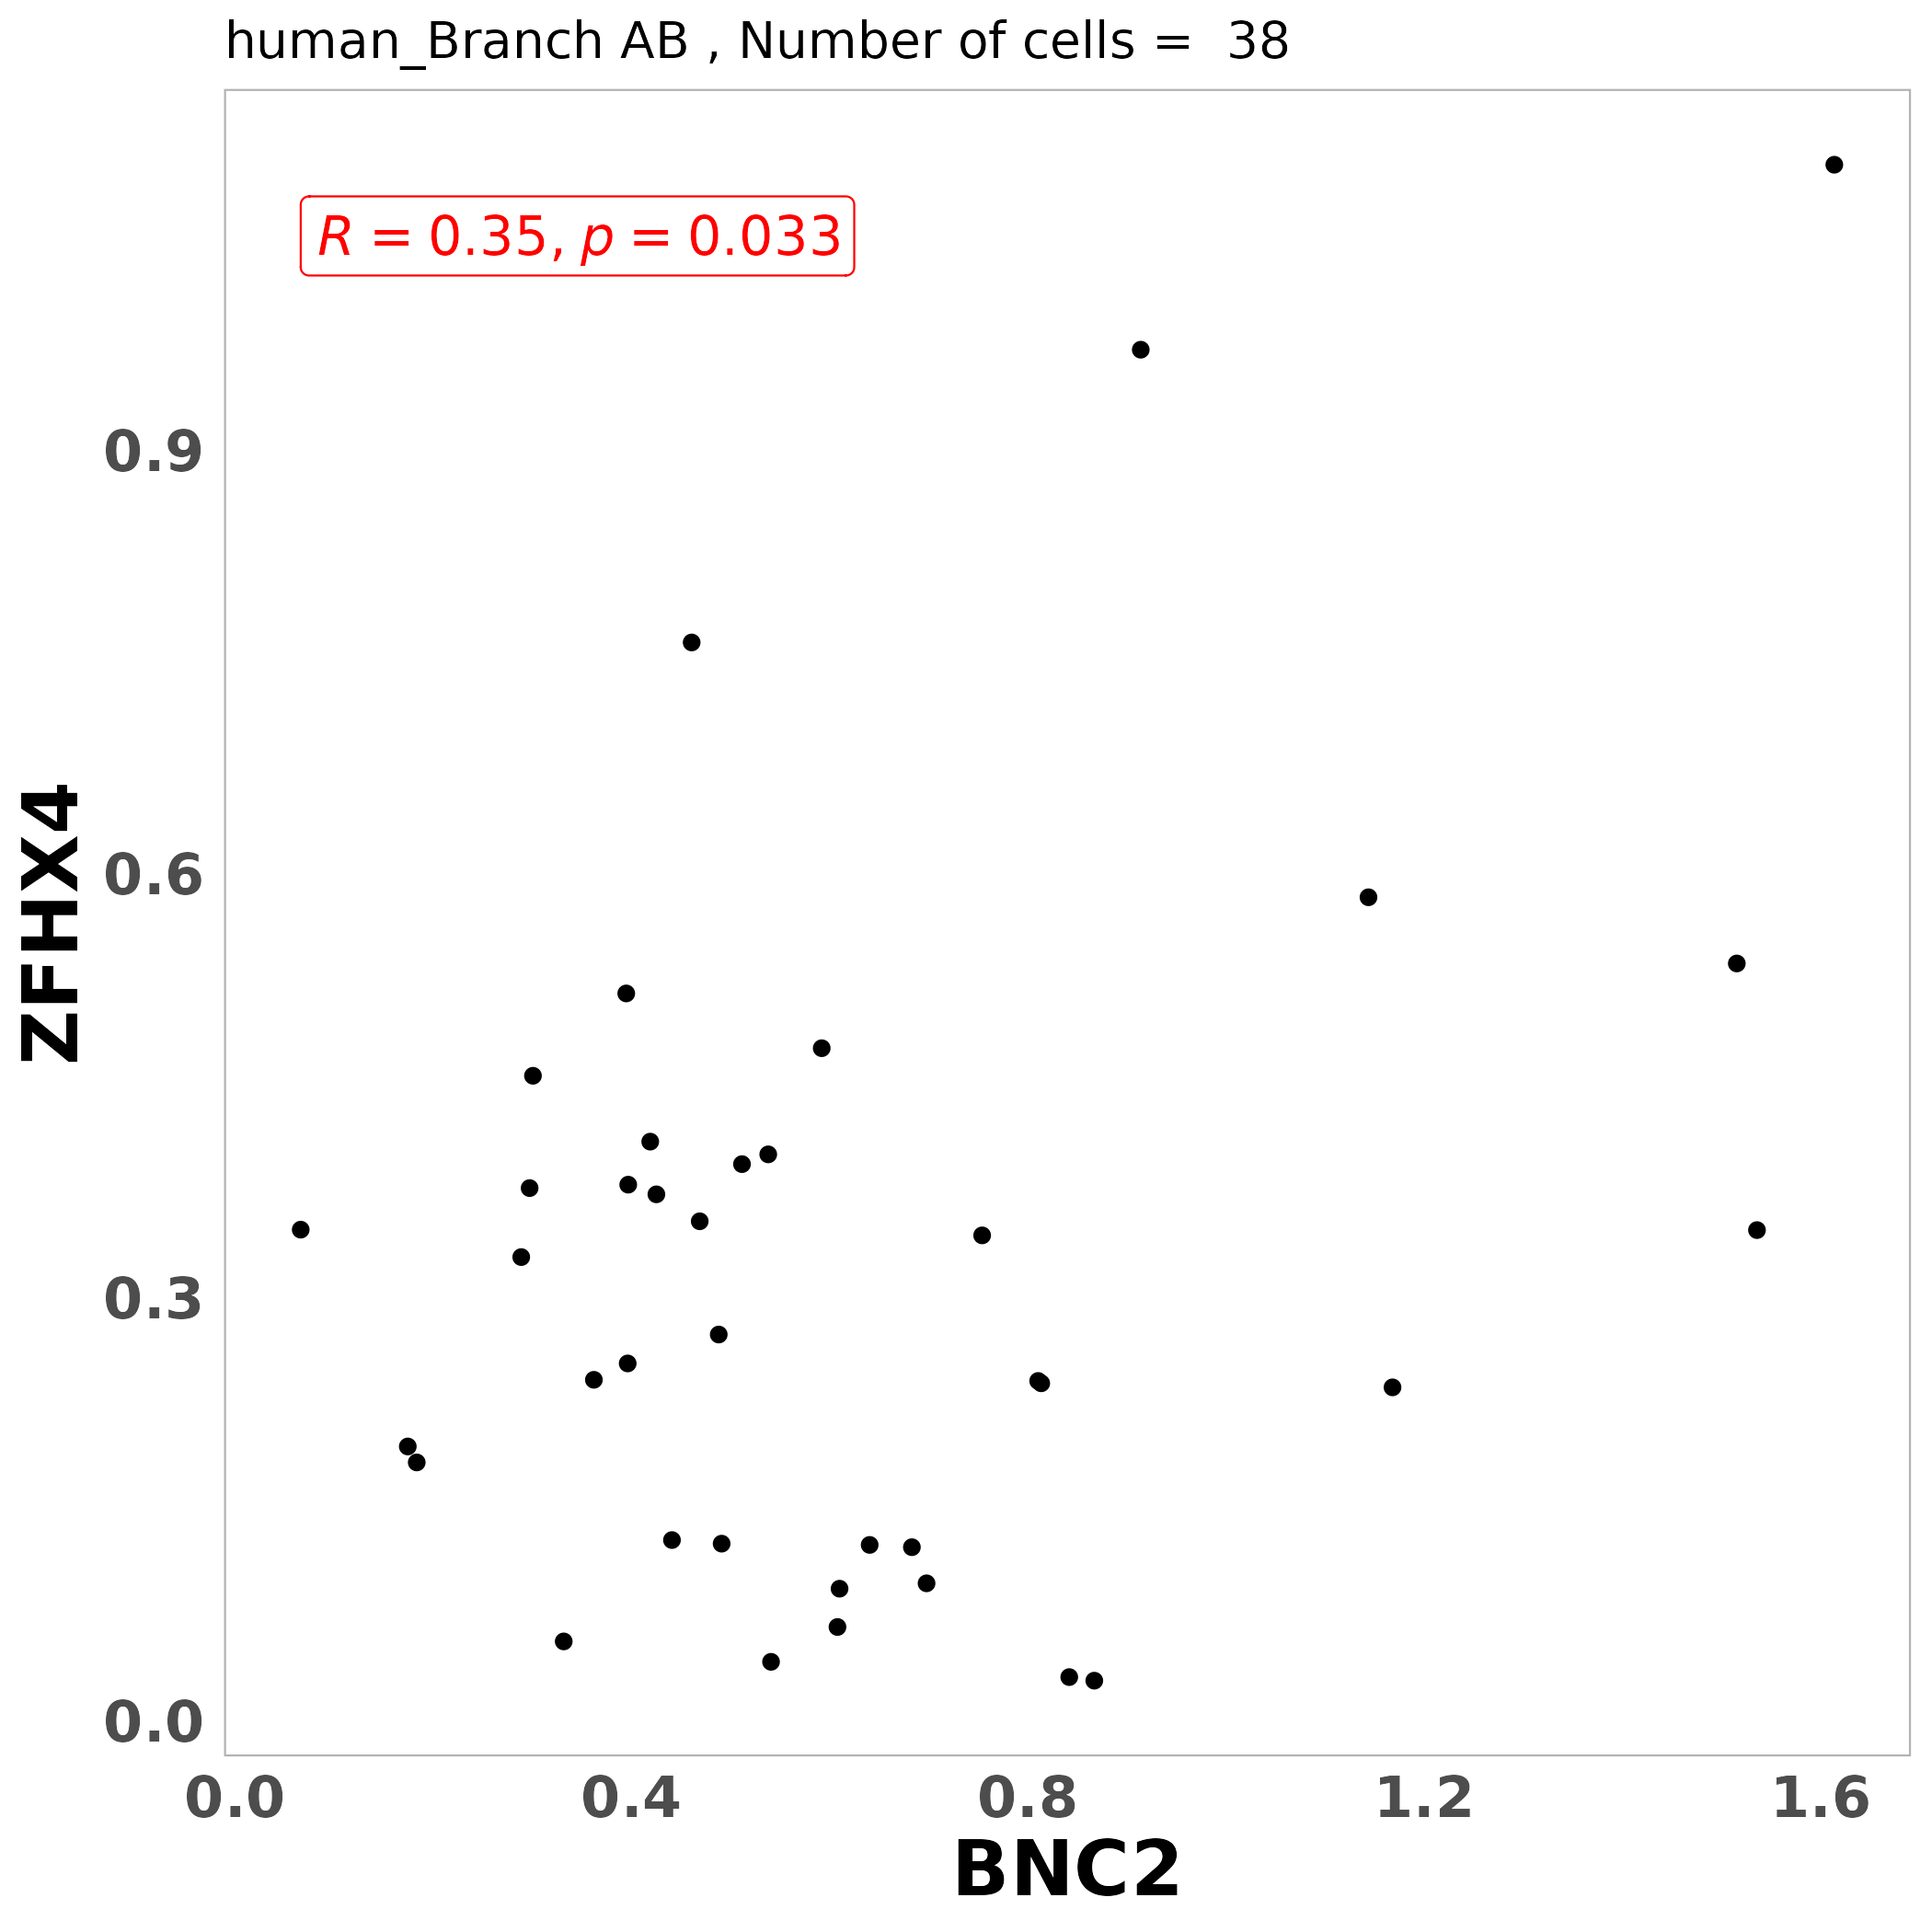 human_Branch AB , Number of cells =  38
R = 0.35, p = 0.033
0.9
0.6
0.3
0.0
ZFHX4
0.0 0.4 0.8 1.2 1.6
BNC2